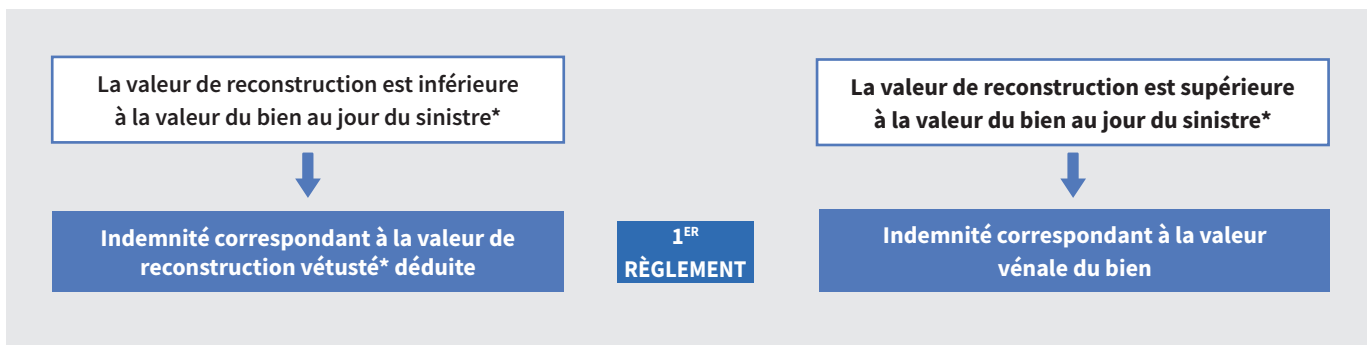 La valeur de reconstruction est inférieure
à la valeur du bien au jour du sinistre*
Indemnité correspondant à la valeur de
reconstruction vétusté* déduite
1ER
RÈGLEMENT
La valeur de reconstruction est supérieure
à la valeur du bien au jour du sinistre*
Indemnité correspondant à la valeur
vénale du bien